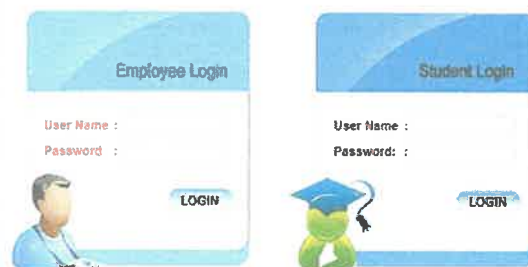 Employee Login
User Name :
Password :
LOGIN
Student Login
User Name :
Password: :
LOGIN